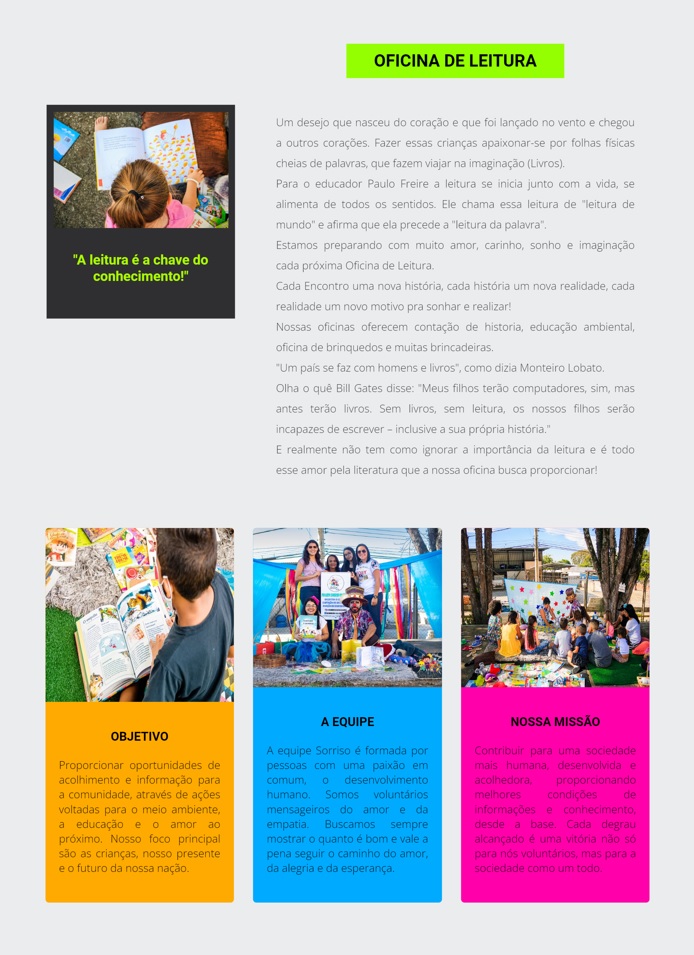 OFICINA DE LEITURA
"A leitura é a chave do
conhecimento!"
Um desejo que nasceu do coração e que foi lançado no vento e chegou
a outros corações. Fazer essas crianças apaixonar-se por folhas físicas
cheias de palavras, que fazem viajar na imaginação (Livros).
Para o educador Paulo Freire a leitura se inicia junto com a vida, se
alimenta de todos os sentidos. Ele chama essa leitura de "leitura de
mundo" e afirma que ela precede a "leitura da palavra".
Estamos preparando com muito amor, carinho, sonho e imaginação
cada próxima Oficina de Leitura.
Cada Encontro uma nova história, cada história um nova realidade, cada
realidade um novo motivo pra sonhar e realizar!
Nossas oficinas oferecem contação de historia, educação ambiental,
oficina de brinquedos e muitas brincadeiras.
"Um país se faz com homens e livros", como dizia Monteiro Lobato.
Olha o quê Bill Gates disse: "Meus filhos terão computadores, sim, mas
antes terão livros. Sem livros, sem leitura, os nossos filhos serão
incapazes de escrever – inclusive a sua própria história."
E realmente não tem como ignorar a importância da leitura e é todo
esse amor pela literatura que a nossa oficina busca proporcionar!
OBJETIVO
Proporcionar oportunidades de
acolhimento e informação para
a comunidade, através de ações
voltadas para o meio ambiente,
a educação e o amor ao
próximo. Nosso foco principal
são as crianças, nosso presente
e o futuro da nossa nação.
A EQUIPE
A equipe Sorriso é formada por
pessoas com uma paixão em
comum, o desenvolvimento
humano. Somos voluntários
mensageiros do amor e da
empatia. Buscamos sempre
mostrar o quanto é bom e vale a
pena seguir o caminho do amor,
da alegria e da esperança.
NOSSA MISSÃO
Contribuir para uma sociedade
mais humana, desenvolvida e
acolhedora, proporcionando
melhores condições de
informações e conhecimento,
desde a base. Cada degrau
alcançado é uma vitória não só
para nós voluntários, mas para a
sociedade como um todo.